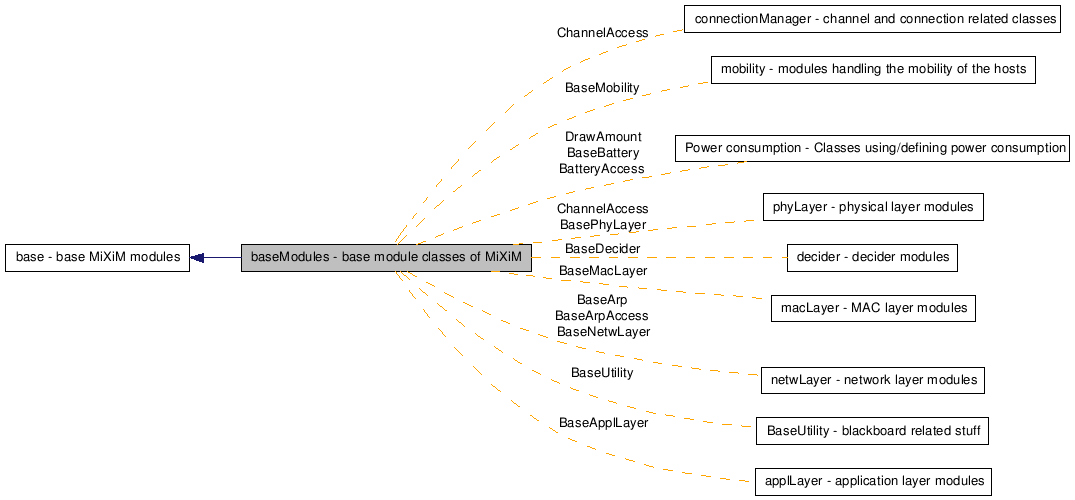 connectionManager - channel and connection related classes
ChannelAccess
mobility - modules handling the mobility of the hosts
BaseMobility
DrawAmount
BaseBattery
BatteryAccess
Power consumption - Classes using/defining power consumption
ChannelAccess
BasePhyLayer
phyLayer - physical layer modules
base - base MiXiM modules
baseModules - base module classes of MiXiM
BaseDecider
decider - decider modules
BaseMacLayer
macLayer - MAC layer modules
BaseArp
BaseArpAccess
BaseNetwLayer
netwLayer - network layer modules
BaseUtility
BaseUtility - blackboard related stuff
BaseApplLayer
applLayer - application layer modules